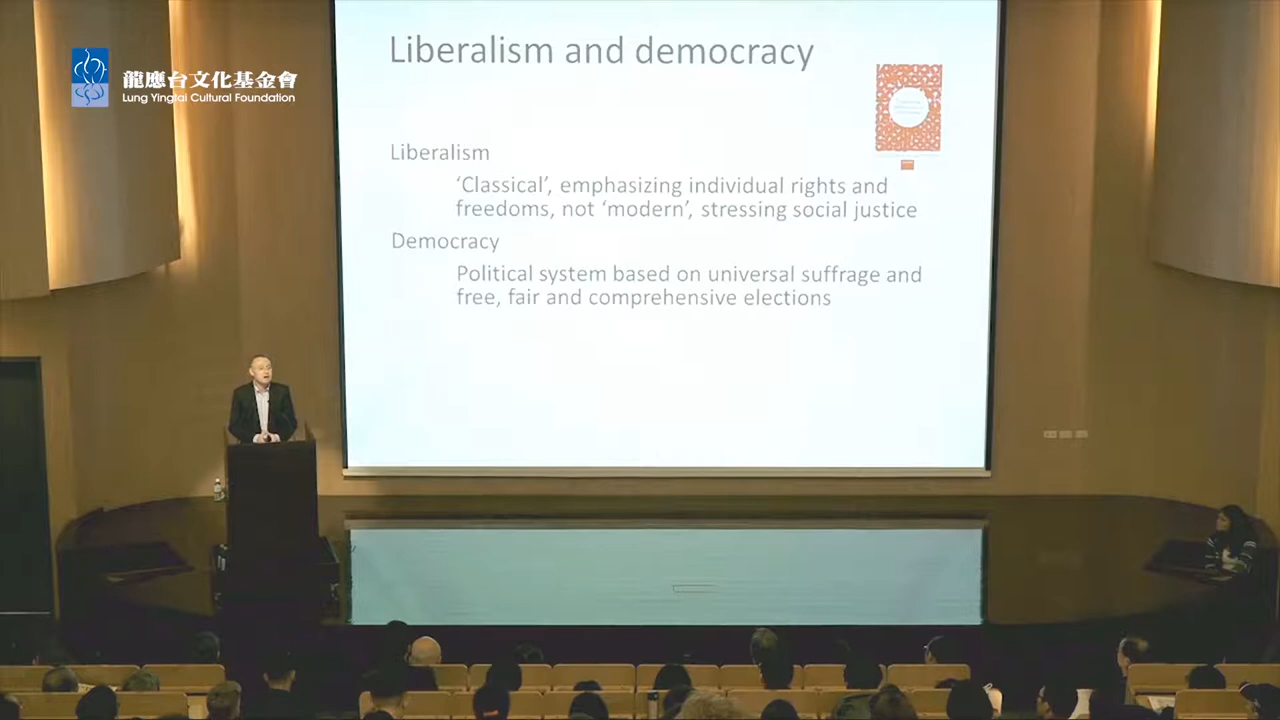 龍應台文化基金會
Lung Yingtai Cultural Foundation
Liberalism and democracy
Liberalism
‘Classical’, emphasizing individual rights and
freedoms, not ‘modern’, stressing social justice
Democracy
Political system based on universal suffrage and
free, fair and comprehensive elections